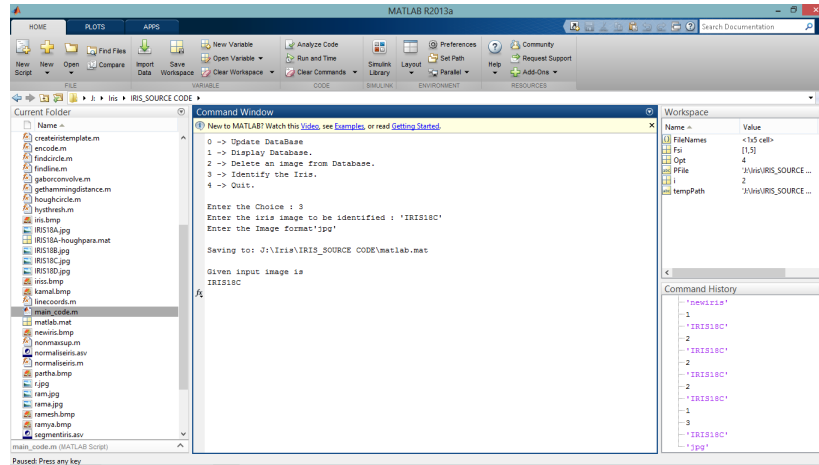 MATLAB R2013a
HOME PLOTS APPS
Search Documentation
New Script
New
Open
Find Files
Compare
Import Data
Save Workspace
New Variable
Open Variable
Clear Workspace
Analyze Code
Run and Time
Clear Commands
Simulink Library
Layout
Preferences
Set Path
Parallel
Help
Community
Request Support
Add-Ons
FILE VARIABLE CODE SIMULINK ENVIRONMENT RESOURCES
J: Iris IRIS_SOURCE CODE
Current Folder
Name
createiristemplate.m
encode.m
findcircle.m
findline.m
gaborconvolve.m
gethammingdistance.m
houghcircle.m
hysthresh.m
iris.bmp
IRIS18A.jpg
IRIS18A-houghpara.mat
IRIS18B.jpg
IRIS18C.jpg
IRIS18D.jpg
iriss.bmp
kamal.bmp
linecoords.m
main_code.m
matlab.mat
newiris.bmp
nonmaxsup.m
normaliseiris.asv
normaliseiris.m
partha.bmp
r.jpg
ram.jpg
rama.jpg
ramesh.bmp
ramya.bmp
segmentiris.asv
main_code.m (MATLAB Script)
Command Window
New to MATLAB? Watch this Video, see Examples, or read Getting Started.
0 -> Update DataBase
1 -> Display Database.
2 -> Delete an image from Database.
3 -> Identify the Iris.
4 -> Quit.
Enter the Choice : 3
Enter the iris image to be identified : 'IRIS18C'
Enter the Image format'jpg'
Saving to: J:\Iris\IRIS_SOURCE CODE\matlab.mat
Given input image is
IRIS18C
fx
Workspace
Name Value
FileNames <1x5 cell>
Fsi [1,5]
Opt 4
PFile 'J:\Iris\IRIS_SOURCE ...
i 2
tempPath 'J:\Iris\IRIS_SOURCE ...
Command History
'newiris'
1
'IRIS18C'
2
'IRIS18C'
2
'IRIS18C'
2
'IRIS18C'
1
3
'IRIS18C'
'jpg'
Paused: Press any key